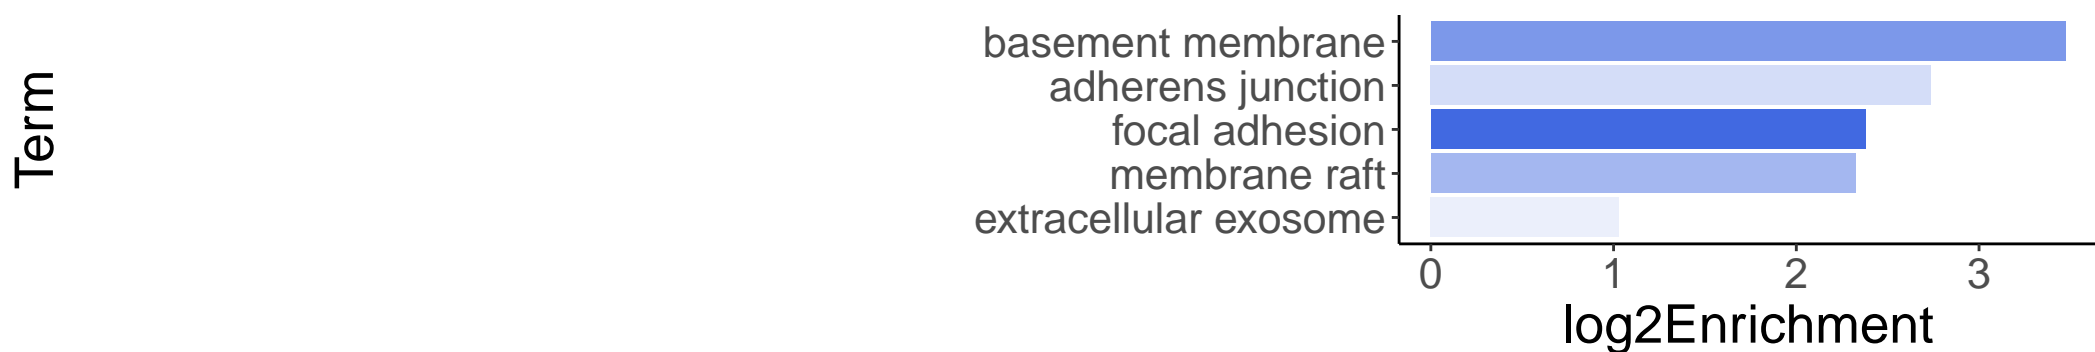 Term
basement membrane
adherens junction
focal adhesion
membrane raft
extracellular exosome
0 1 2 3
log2Enrichment